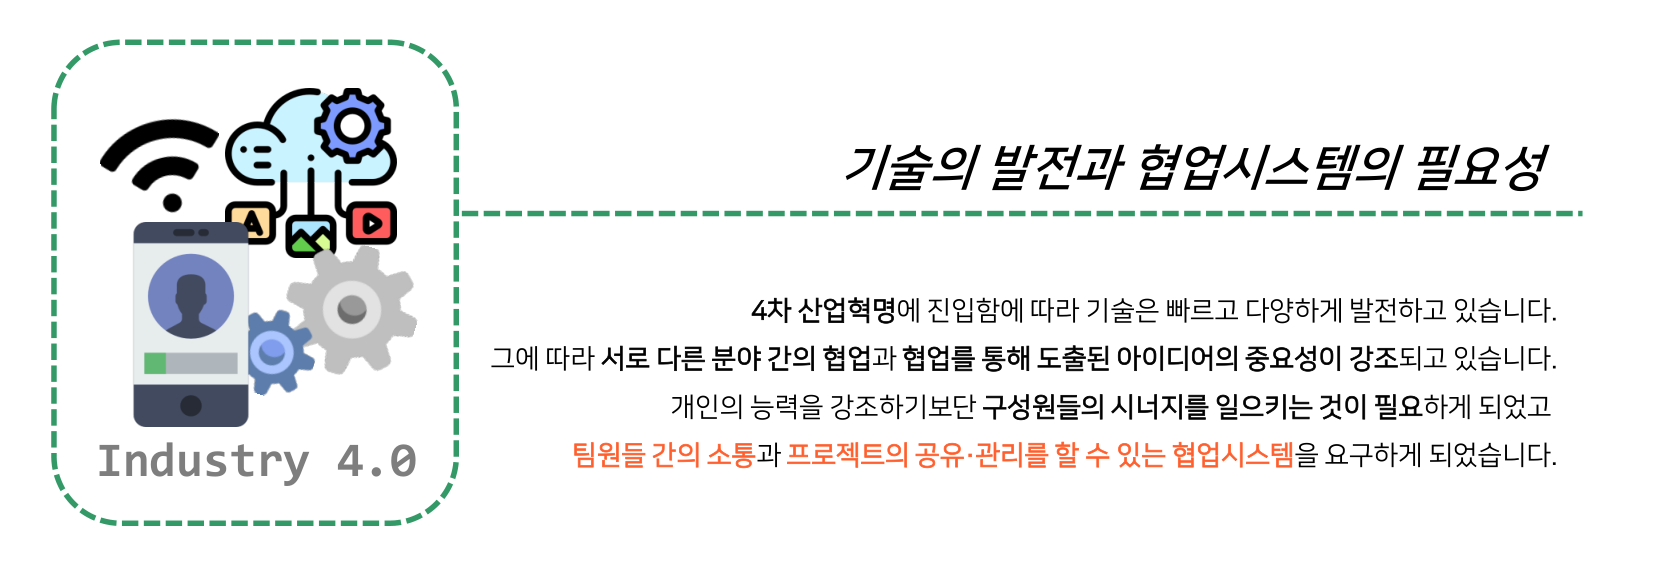 기술의 발전과 협업시스템의 필요성
4차 산업혁명에 진입함에 따라 기술은 빠르고 다양하게 발전하고 있습니다.
그에 따라 서로 다른 분야 간의 협업과 협업를 통해 도출된 아이디어의 중요성이 강조되고 있습니다.
개인의 능력을 강조하기보단 구성원들의 시너지를 일으키는 것이 필요하게 되었고
팀원들 간의 소통과 프로젝트의 공유·관리를 할 수 있는 협업시스템을 요구하게 되었습니다.
A
Industry 4.0